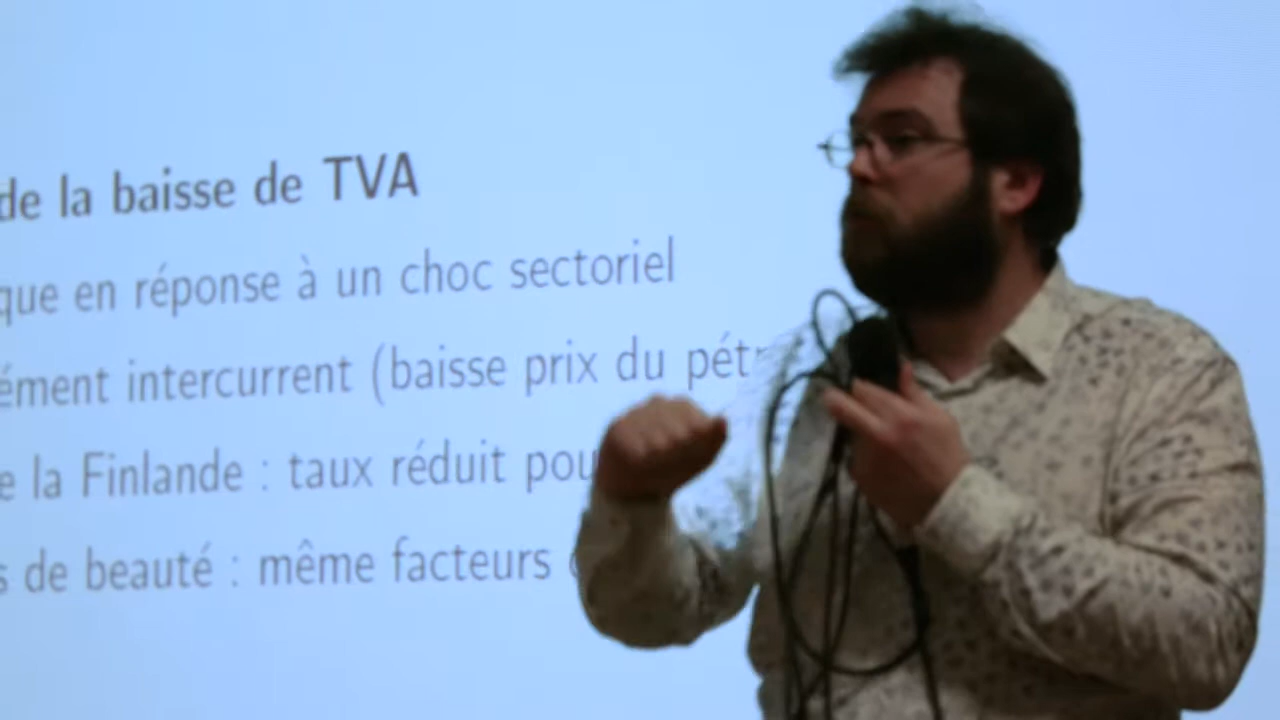 de la baisse de TVA
que en réponse à un choc sectoriel
ément intercurrent (baisse prix du pétr
e la Finlande : taux réduit pou
s de beauté : même facteurs